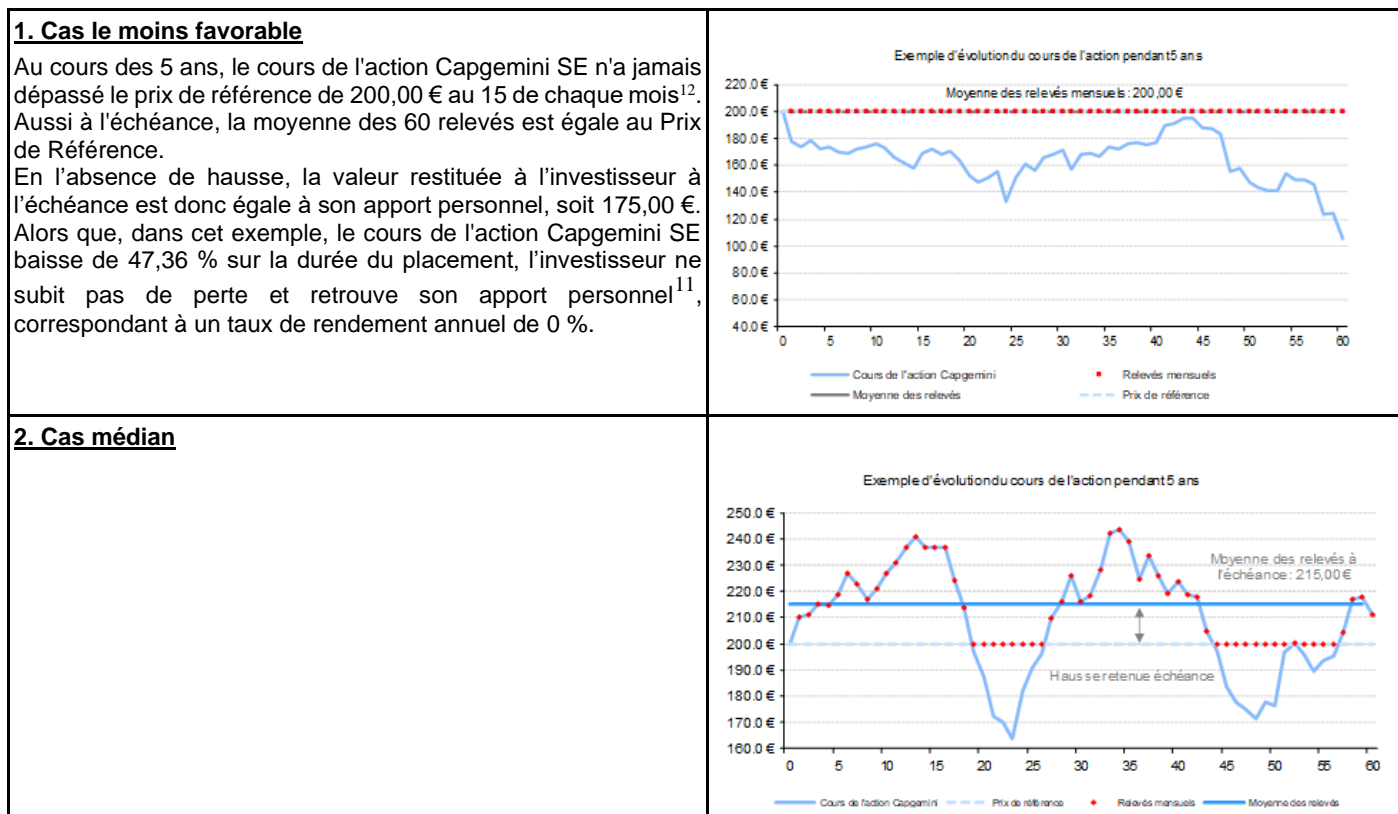 1. Cas le moins favorable
Au cours des 5 ans, le cours de l'action Capgemini SE n'a jamais
dépassé le prix de référence de 200,00 € au 15 de chaque mois12.
Aussi à l'échéance, la moyenne des 60 relevés est égale au Prix
de Référence.
En l'absence de hausse, la valeur restituée à l'investisseur à
l'échéance est donc égale à son apport personnel, soit 175,00 €.
Alors que, dans cet exemple, le cours de l'action Capgemini SE
baisse de 47,36 % sur la durée du placement, l'investisseur ne
subit pas de perte et retrouve son apport personnel11,
correspondant à un taux de rendement annuel de 0 %.
Exemple d'évolution du cours de l'action pendant 5 ans
Moyenne des relevés mensuels : 200,00 €
220.0 €
200.0 €
180.0 €
160.0 €
140.0 €
120.0 €
100.0 €
80.0 €
60.0 €
40.0 €
0 5 10 15 20 25 30 35 40 45 50 55 60
Cours de l'action Capgemini
Relevés mensuels
Moyenne des relevés
Prix de référence
2. Cas médian
Exemple d'évolution du cours de l'action pendant 5 ans
250.0 €
240.0 €
230.0 €
220.0 €
210.0 €
200.0 €
190.0 €
180.0 €
170.0 €
160.0 €
Moyenne des relevés à
l'échéance : 215,00 €
Hausse retenue échéance
0 5 10 15 20 25 30 35 40 45 50 55 60
Cours de l'action Capgemini
Prix de référence
Relevés mensuels
Moyenne des relevés